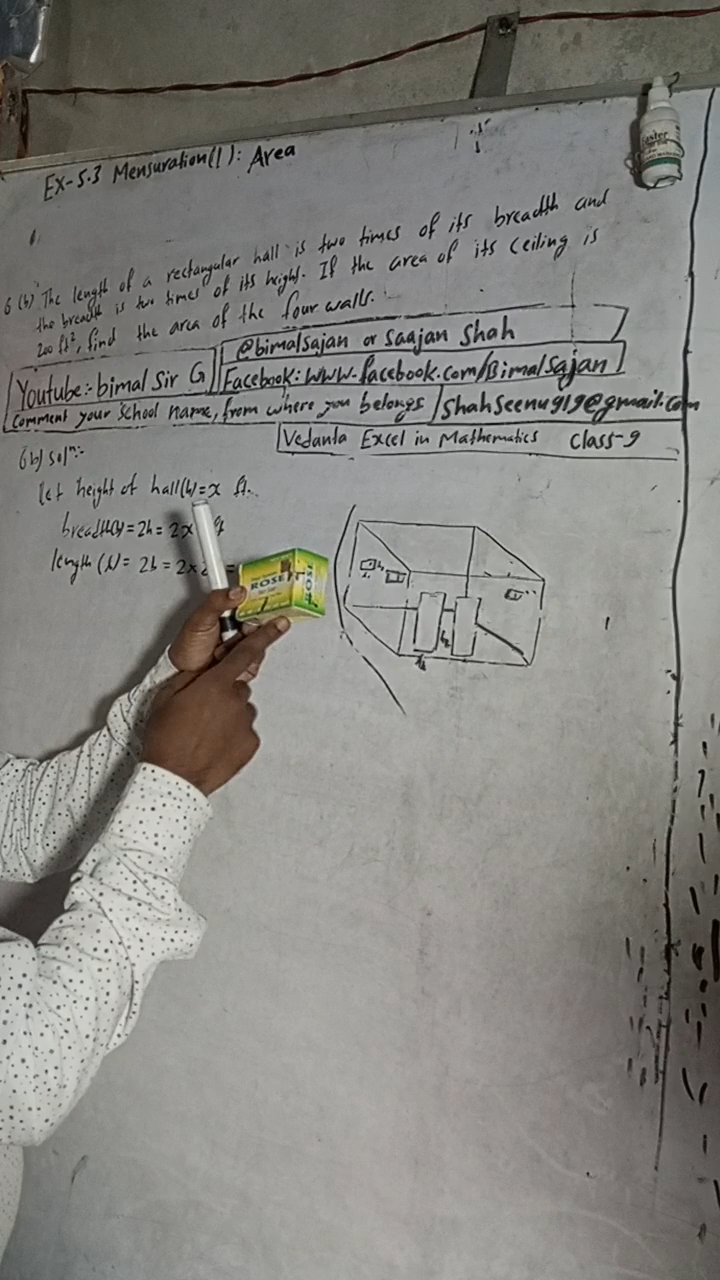 Ex-5.3 Mensuration(I): Area
6(b) The length of a rectangular hall is two times of its breadth and
the breadth is two times of its height. If the area of its ceiling is
200 ft², find the area of the four walls.
@bimalsajan or Saajan Shah
Youtube:- bimal Sir G
Facebook: www.facebook.com/Bimalsajan
Comment your School name, from where you belongs
Shahseenu919@gmail.com
Vedanta Excel in Mathematics Class-9
6b) Solⁿ:-
Let height of hall(h)=x ft.
breadth(b)=2h=2x
length(l)=2b=2x2
ROSE